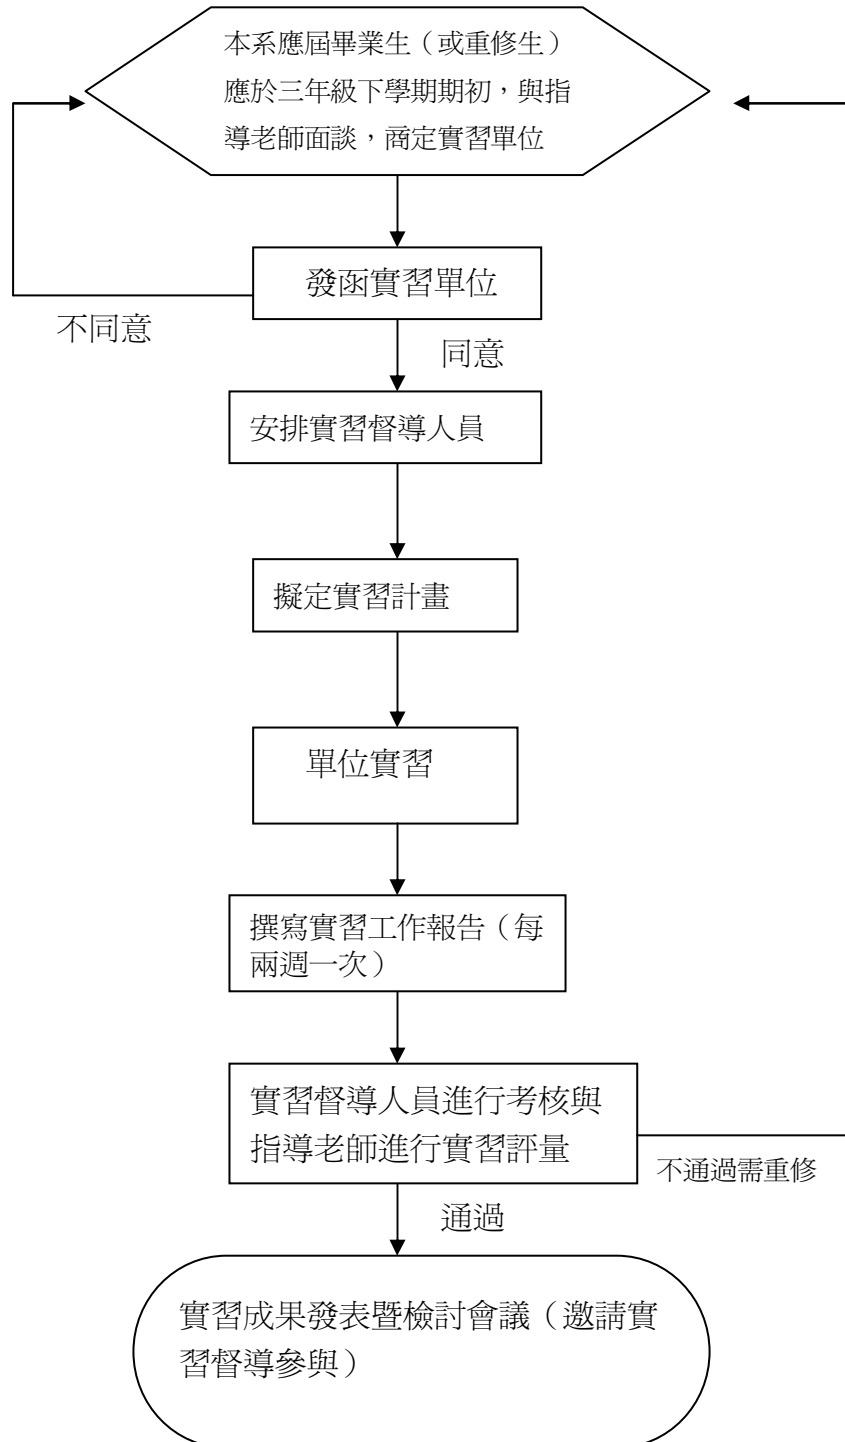 本系應屆畢業生（或重修生）
應於三年級下學期期初，與指
導老師面談，商定實習單位
發函實習單位
不同意
同意
安排實習督導人員
擬定實習計畫
單位實習
撰寫實習工作報告（每
兩週一次）
實習督導人員進行考核與
指導老師進行實習評量
不通過需重修
通過
實習成果發表暨檢討會議（邀請實
習督導參與）